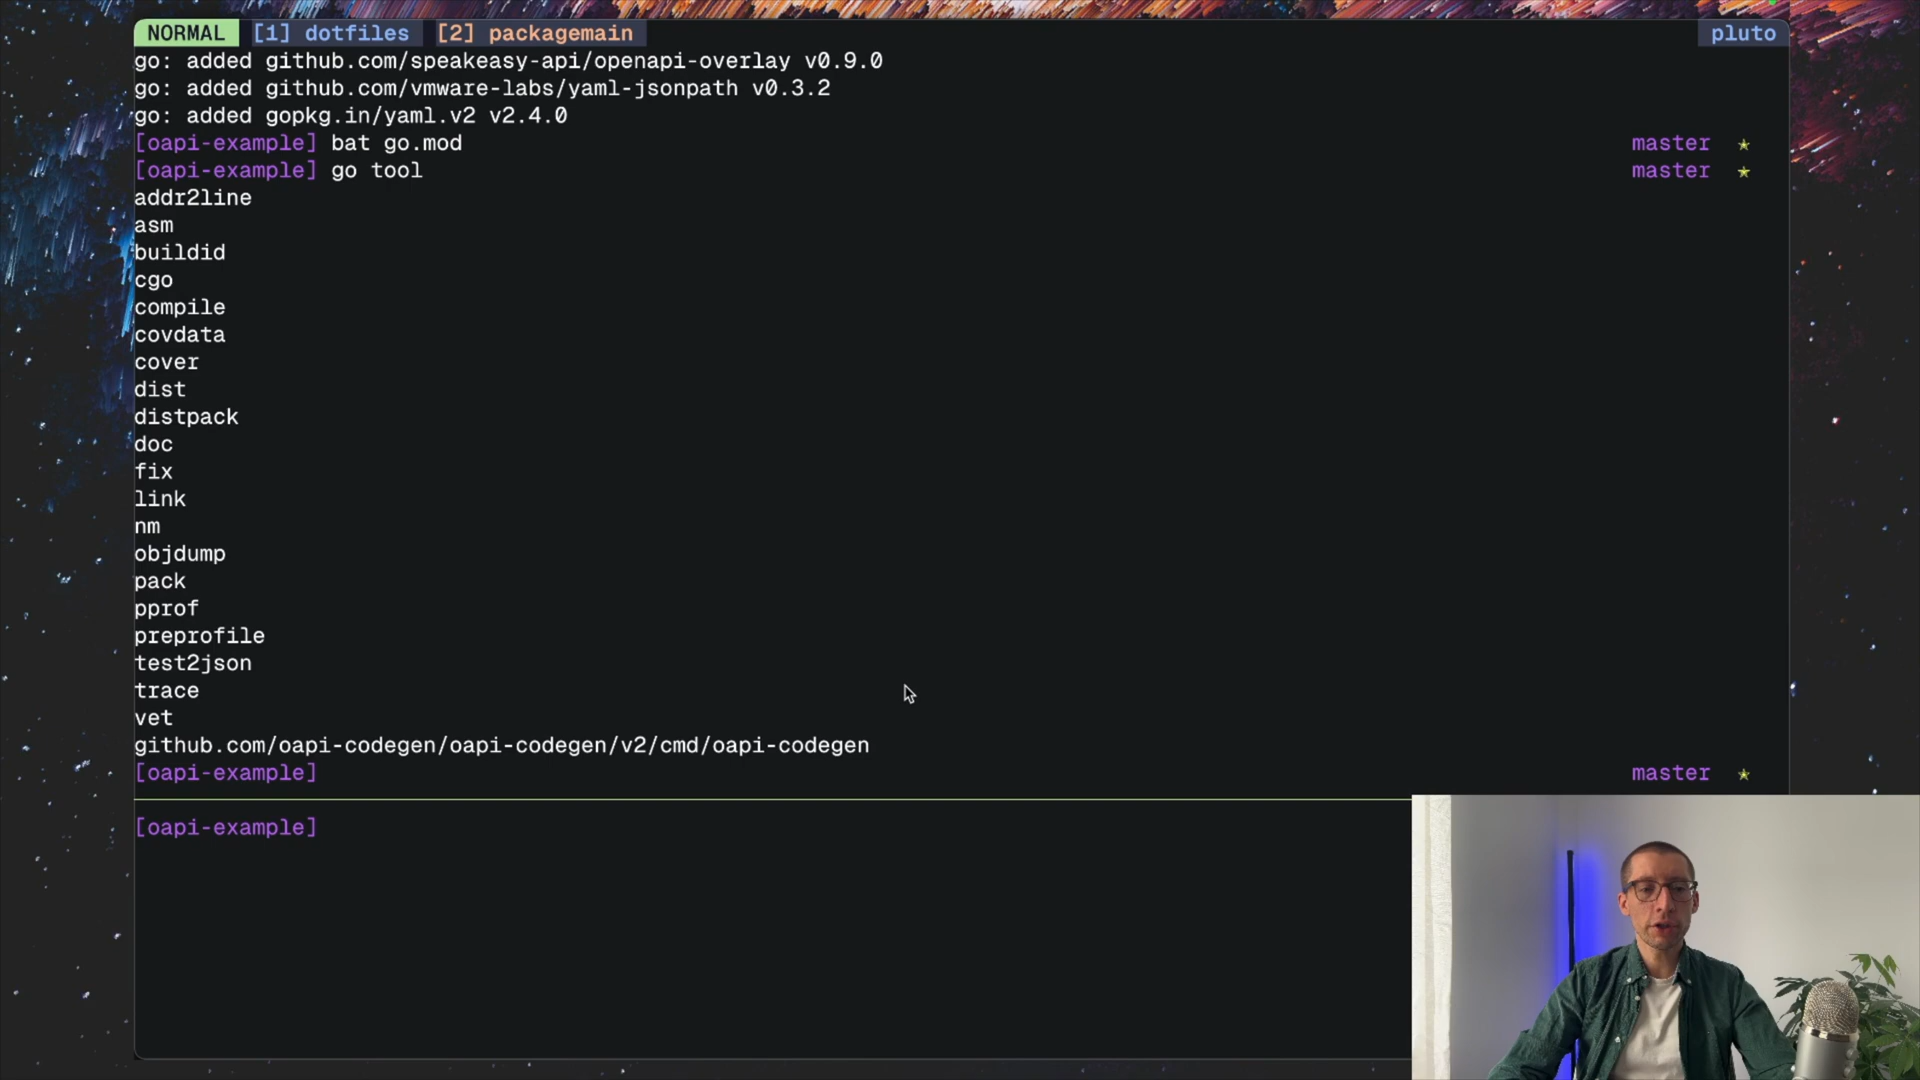 NORMAL [1] dotfiles [2] packagemain pluto
go: added github.com/speakeasy-api/openapi-overlay v0.9.0
go: added github.com/vmware-labs/yaml-jsonpath v0.3.2
go: added gopkg.in/yaml.v2 v2.4.0
[oapi-example] bat go.mod master ★
[oapi-example] go tool master ★
addr2line
asm
buildid
cgo
compile
covdata
cover
dist
distpack
doc
fix
link
nm
objdump
pack
pprof
preprofile
test2json
trace
vet
github.com/oapi-codegen/oapi-codegen/v2/cmd/oapi-codegen
[oapi-example] master ★
[oapi-example]